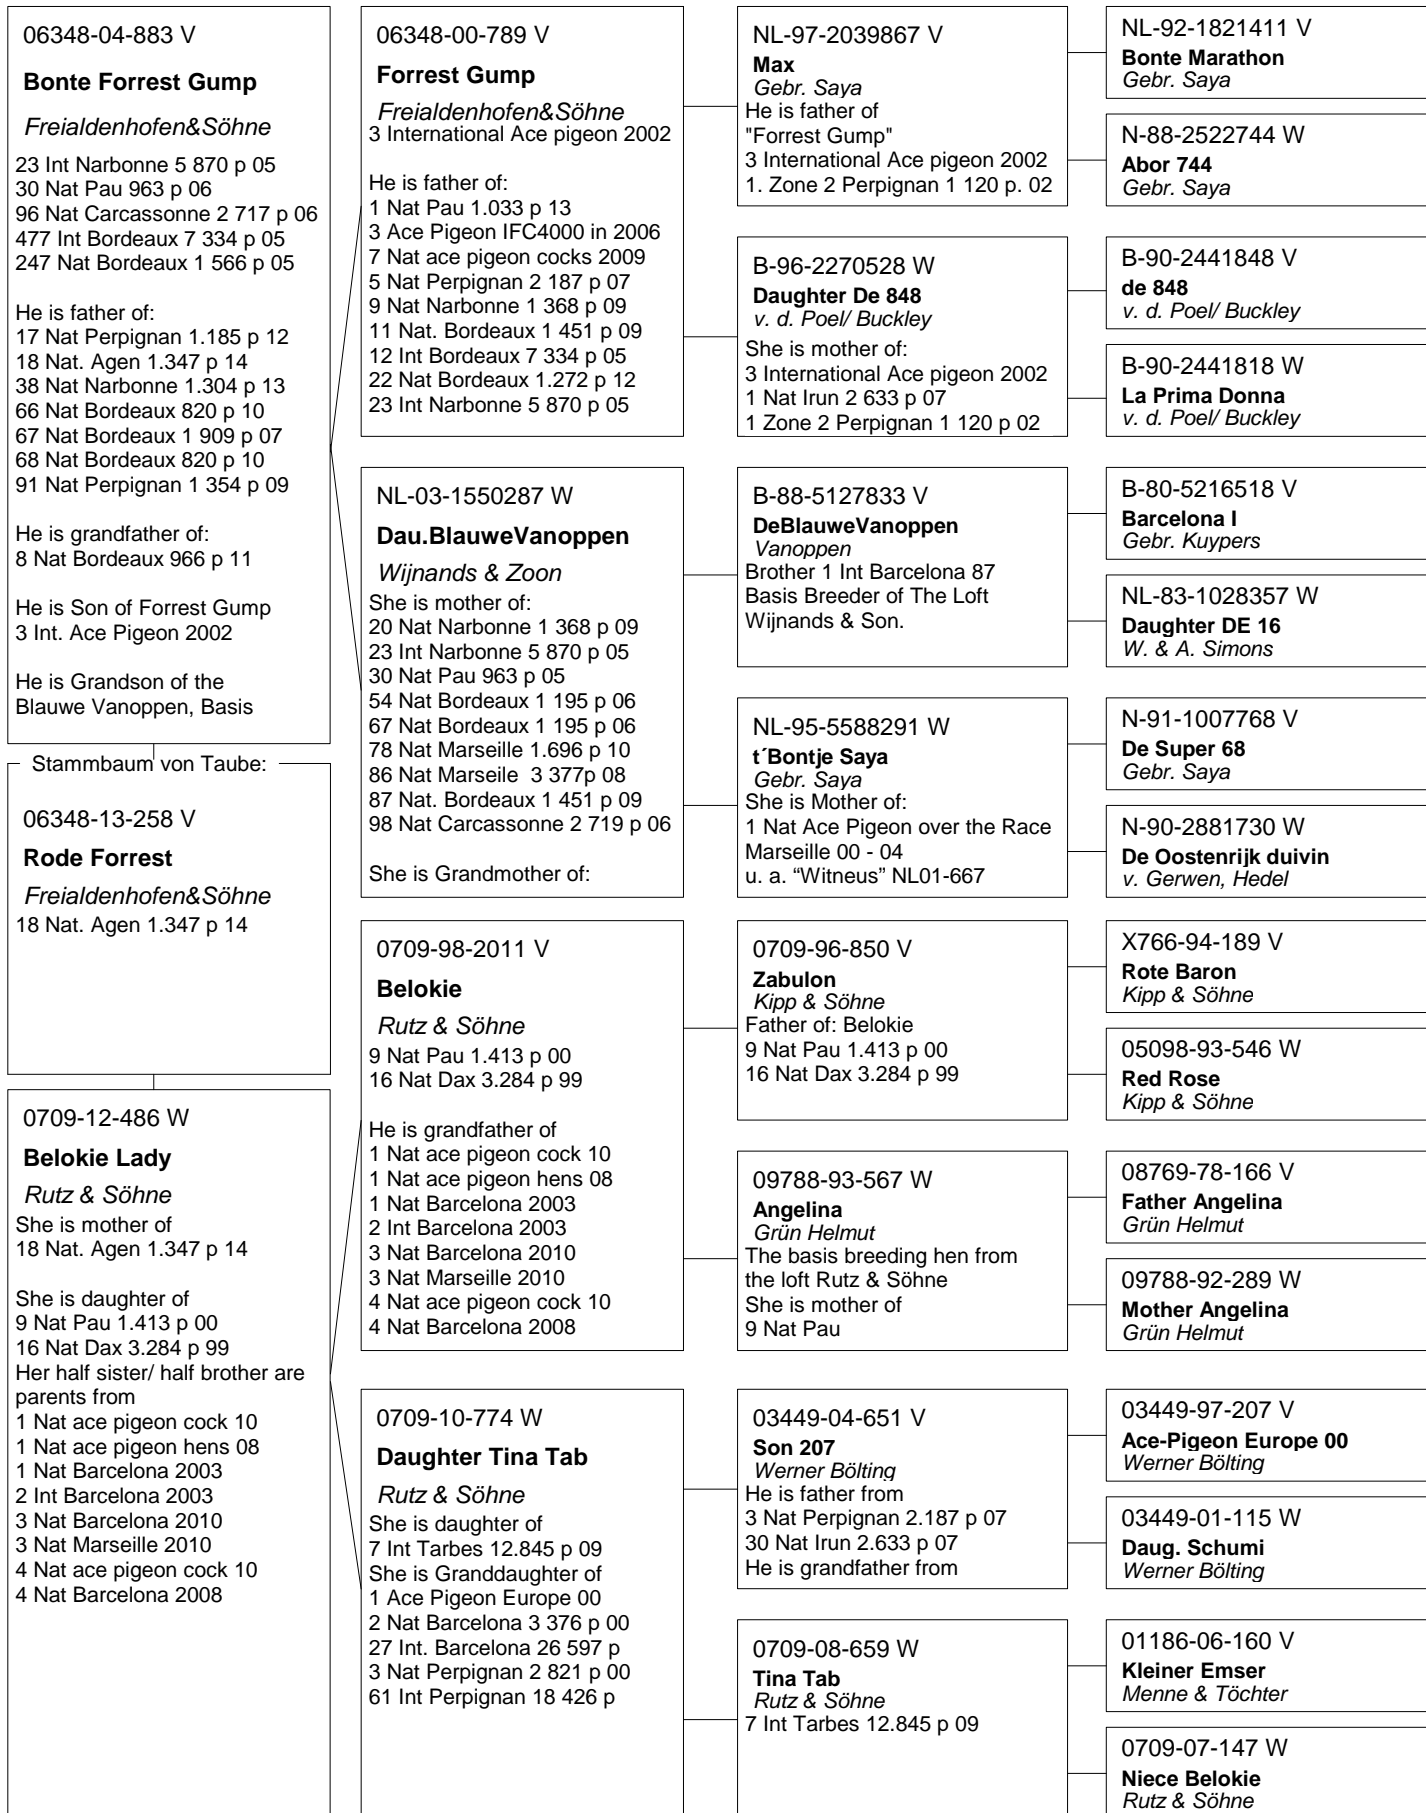 06348-04-883 V
Bonte Forrest Gump
Freialdenhofen&Söhne
23 Int Narbonne 5 870 p 05
30 Nat Pau 963 p 06
96 Nat Carcassonne 2 717 p 06
477 Int Bordeaux 7 334 p 05
247 Nat Bordeaux 1 566 p 05
He is father of:
17 Nat Perpignan 1.185 p 12
18 Nat. Agen 1.347 p 14
38 Nat Narbonne 1.304 p 13
66 Nat Bordeaux 820 p 10
67 Nat Bordeaux 1 909 p 07
68 Nat Bordeaux 820 p 10
91 Nat Perpignan 1 354 p 09
He is grandfather of:
8 Nat Bordeaux 966 p 11
He is Son of Forrest Gump
3 Int. Ace Pigeon 2002
He is Grandson of the
Blauwe Vanoppen, Basis
Stammbaum von Taube:
06348-13-258 V
Rode Forrest
Freialdenhofen&Söhne
18 Nat. Agen 1.347 p 14
0709-12-486 W
Belokie Lady
Rutz & Söhne
She is mother of
18 Nat. Agen 1.347 p 14
She is daughter of
9 Nat Pau 1.413 p 00
16 Nat Dax 3.284 p 99
Her half sister/ half brother are
parents from
1 Nat ace pigeon cock 10
1 Nat ace pigeon hens 08
1 Nat Barcelona 2003
2 Int Barcelona 2003
3 Nat Barcelona 2010
3 Nat Marseille 2010
4 Nat ace pigeon cock 10
4 Nat Barcelona 2008
06348-00-789 V
Forrest Gump
Freialdenhofen&Söhne
3 International Ace pigeon 2002
He is father of:
1 Nat Pau 1.033 p 13
3 Ace Pigeon IFC4000 in 2006
7 Nat ace pigeon cocks 2009
5 Nat Perpignan 2 187 p 07
9 Nat Narbonne 1 368 p 09
11 Nat. Bordeaux 1 451 p 09
12 Int Bordeaux 7 334 p 05
22 Nat Bordeaux 1.272 p 12
23 Int Narbonne 5 870 p 05
NL-03-1550287 W
Dau.BlauweVanoppen
Wijnands & Zoon
She is mother of:
20 Nat Narbonne 1 368 p 09
23 Int Narbonne 5 870 p 05
30 Nat Pau 963 p 05
54 Nat Bordeaux 1 195 p 06
67 Nat Bordeaux 1 195 p 06
78 Nat Marseille 1.696 p 10
86 Nat Marseile  3 377p 08
87 Nat. Bordeaux 1 451 p 09
98 Nat Carcassonne 2 719 p 06
She is Grandmother of:
0709-98-2011 V
Belokie
Rutz & Söhne
9 Nat Pau 1.413 p 00
16 Nat Dax 3.284 p 99
He is grandfather of
1 Nat ace pigeon cock 10
1 Nat ace pigeon hens 08
1 Nat Barcelona 2003
2 Int Barcelona 2003
3 Nat Barcelona 2010
3 Nat Marseille 2010
4 Nat ace pigeon cock 10
4 Nat Barcelona 2008
0709-10-774 W
Daughter Tina Tab
Rutz & Söhne
She is daughter of
7 Int Tarbes 12.845 p 09
She is Granddaughter of
1 Ace Pigeon Europe 00
2 Nat Barcelona 3 376 p 00
27 Int. Barcelona 26 597 p
3 Nat Perpignan 2 821 p 00
61 Int Perpignan 18 426 p
NL-97-2039867 V
Max
Gebr. Saya
He is father of
"Forrest Gump"
3 International Ace pigeon 2002
1. Zone 2 Perpignan 1 120 p. 02
B-96-2270528 W
Daughter De 848
v. d. Poel/ Buckley
She is mother of:
3 International Ace pigeon 2002
1 Nat Irun 2 633 p 07
1 Zone 2 Perpignan 1 120 p 02
B-88-5127833 V
DeBlauweVanoppen
Vanoppen
Brother 1 Int Barcelona 87
Basis Breeder of The Loft
Wijnands & Son.
NL-95-5588291 W
t´Bontje Saya
Gebr. Saya
She is Mother of:
1 Nat Ace Pigeon over the Race
Marseille 00 - 04
u. a. “Witneus” NL01-667
0709-96-850 V
Zabulon
Kipp & Söhne
Father of: Belokie
9 Nat Pau 1.413 p 00
16 Nat Dax 3.284 p 99
09788-93-567 W
Angelina
Grün Helmut
The basis breeding hen from
the loft Rutz & Söhne
She is mother of
9 Nat Pau
03449-04-651 V
Son 207
Werner Bölting
He is father from
3 Nat Perpignan 2.187 p 07
30 Nat Irun 2.633 p 07
He is grandfather from
0709-08-659 W
Tina Tab
Rutz & Söhne
7 Int Tarbes 12.845 p 09
NL-92-1821411 V
Bonte Marathon
Gebr. Saya
N-88-2522744 W
Abor 744
Gebr. Saya
B-90-2441848 V
de 848
v. d. Poel/ Buckley
B-90-2441818 W
La Prima Donna
v. d. Poel/ Buckley
B-80-5216518 V
Barcelona I
Gebr. Kuypers
NL-83-1028357 W
Daughter DE 16
W. & A. Simons
N-91-1007768 V
De Super 68
Gebr. Saya
N-90-2881730 W
De Oostenrijk duivin
v. Gerwen, Hedel
X766-94-189 V
Rote Baron
Kipp & Söhne
05098-93-546 W
Red Rose
Kipp & Söhne
08769-78-166 V
Father Angelina
Grün Helmut
09788-92-289 W
Mother Angelina
Grün Helmut
03449-97-207 V
Ace-Pigeon Europe 00
Werner Bölting
03449-01-115 W
Daug. Schumi
Werner Bölting
01186-06-160 V
Kleiner Emser
Menne & Töchter
0709-07-147 W
Niece Belokie
Rutz & Söhne